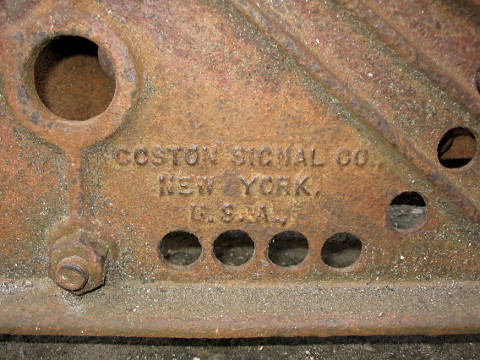 COSTON SIGNAL CO.
NEW YORK,
U.S.A.,